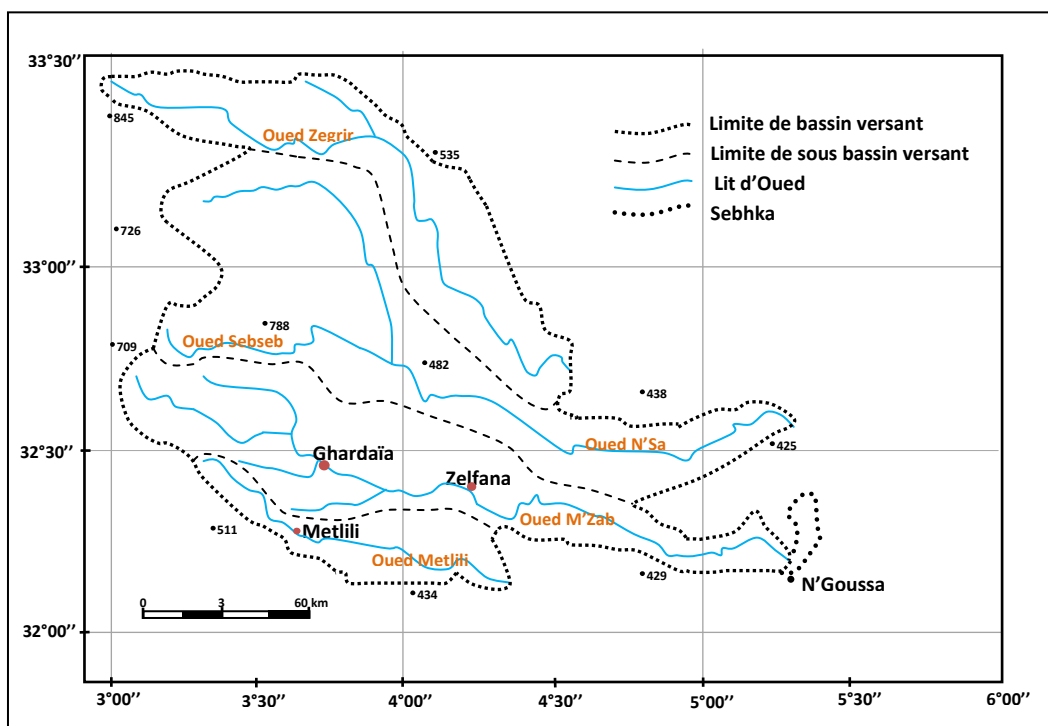 33°30’’
845
Oued Zegrir
535
Limite de bassin versant
Limite de sous bassin versant
Lit d’Oued
Sebhka
726
33°00’’
788
Oued Sebseb
709
482
438
Oued N’Sa
425
32°50’’
Ghardaïa
Zelfana
Oued M’Zab
511
Metlili
Oued Metlili
429
N’Goussa
434
0 3 60 km
32°00’’
3°00’’ 3°30’’ 4°00’’ 4°50’’ 5°00’’ 5°30’’ 6°00’’